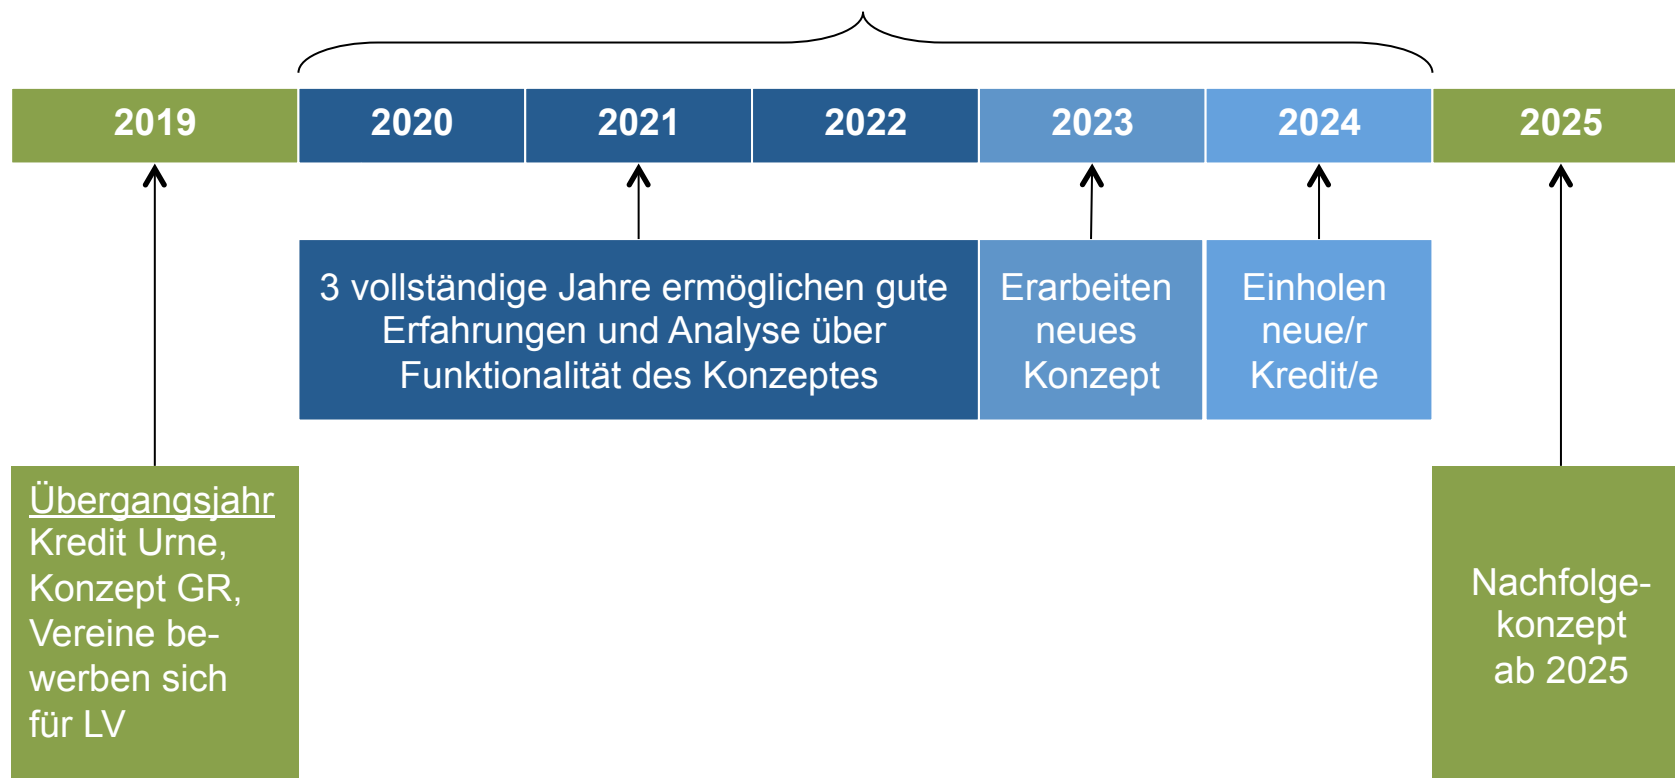 2019 2020 2021 2022 2023 2024 2025
3 vollständige Jahre ermöglichen gute
Erfahrungen und Analyse über
Funktionalität des Konzeptes
Erarbeiten
neues
Konzept
Einholen
neue/r
Kredit/e
Übergangsjahr
Kredit Urne,
Konzept GR,
Vereine be-
werben sich
für LV
Nachfolge-
konzept
ab 2025